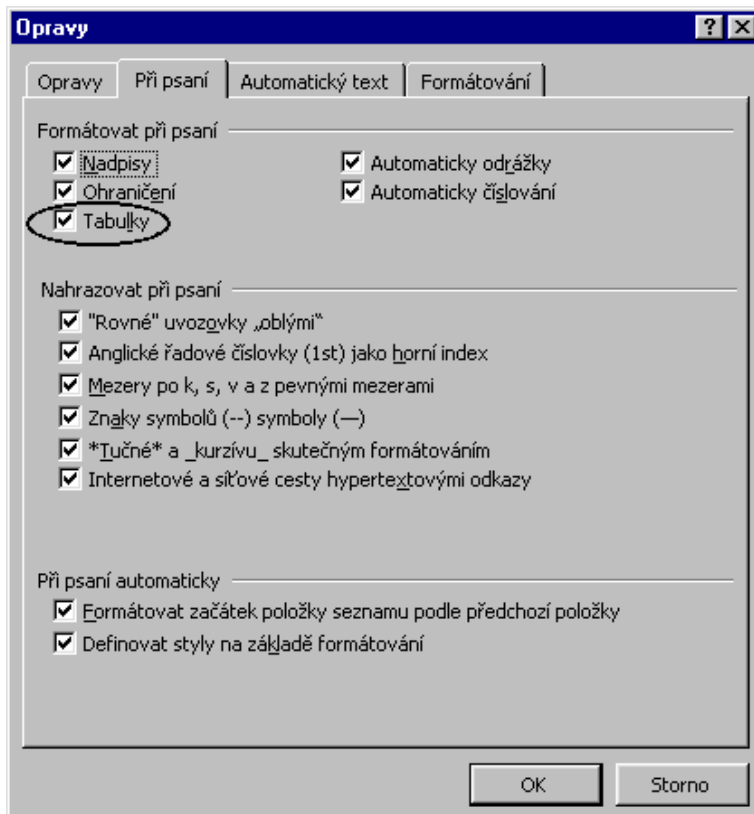 Opravy
Opravy Při psaní Automatický text Formátování
Formátovat při psaní
Nadpisy Automaticky odrážky
Ohraničení Automaticky číslování
Tabulky
Nahrazovat při psaní
"Rovné" uvozovky „oblými“
Anglické řadové číslovky (1st) jako horní index
Mezery po k, s, v a z pevnými mezerami
Znaky symbolů (--) symboly (—)
*Tučné* a _kurzívu_ skutečným formátováním
Internetové a síťové cesty hypertextovými odkazy
Při psaní automaticky
Formátovat začátek položky seznamu podle předchozí položky
Definovat styly na základě formátování
OK Storno